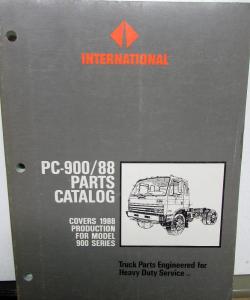 INTERNATIONAL
PC-900/88
PARTS
CATALOG
COVERS 1988
PRODUCTION
FOR MODEL
900 SERIES
Truck Parts Engineered for
Heavy Duty Service